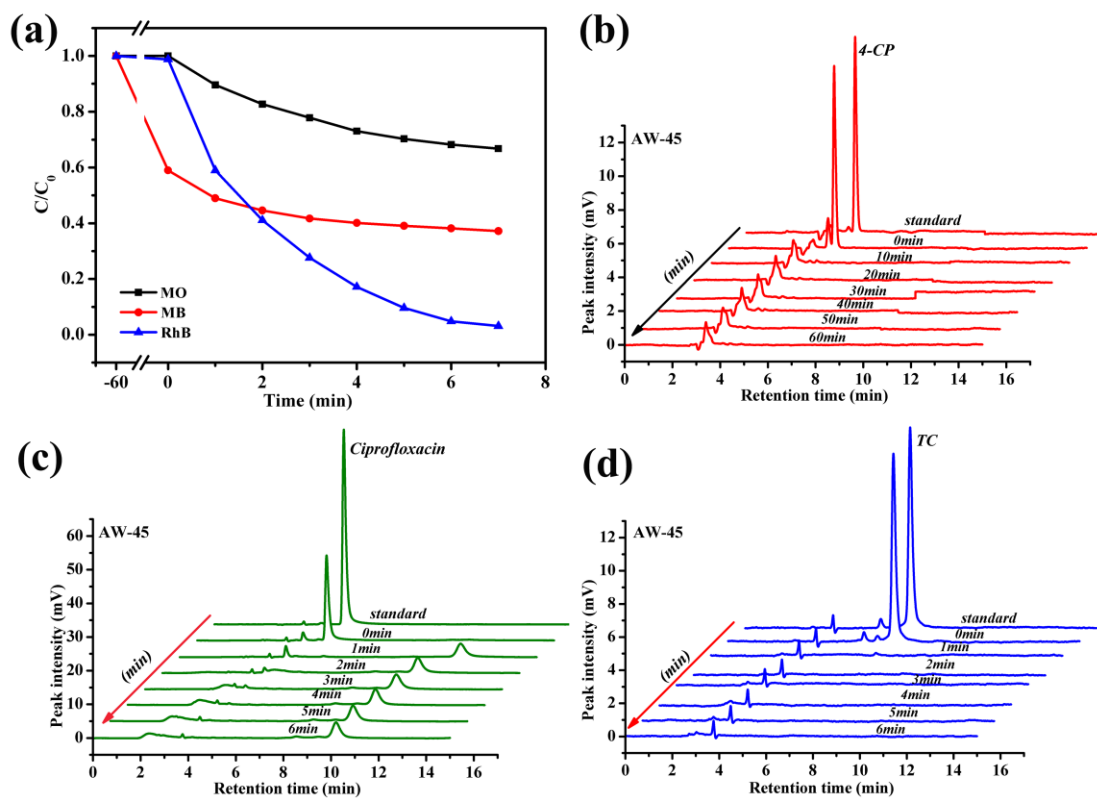 (a)
1.0
0.8
0.6
0.4
0.2
0.0
C/C0
MO
MB
RhB
-60 0 2 4 6 8
Time (min)
(b)
4-CP
AW-45
12
10
8
6
4
2
0
Peak intensity (mV)
standard
0min
10min
20min
30min
40min
50min
60min
(min)
0 2 4 6 8 10 12 14 16
Retention time (min)
(c)
Ciprofloxacin
AW-45
60
50
40
30
20
10
0
Peak intensity (mV)
standard
0min
1min
2min
3min
4min
5min
6min
(min)
0 2 4 6 8 10 12 14 16
Retention time (min)
(d)
TC
AW-45
12
10
8
6
4
2
0
Peak intensity (mV)
standard
0min
1min
2min
3min
4min
5min
6min
(min)
0 2 4 6 8 10 12 14 16
Retention time (min)